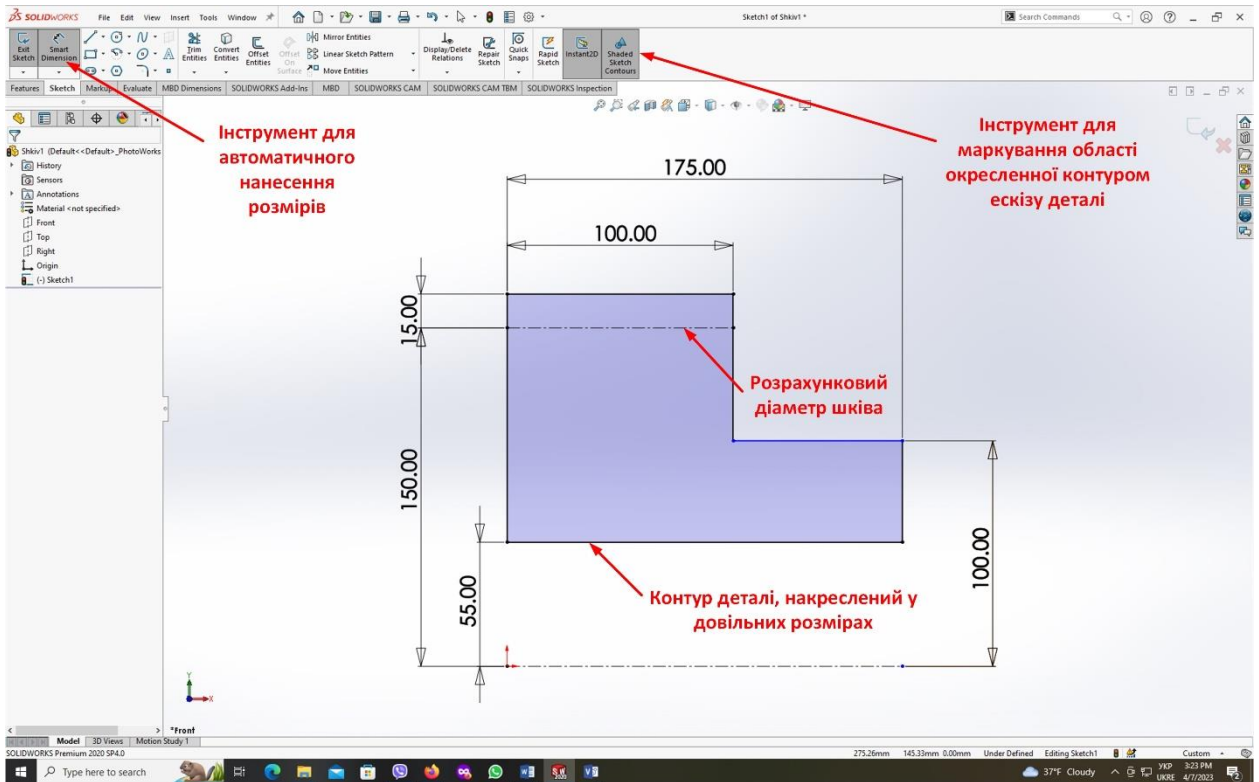 SOLIDWORKS File Edit View Insert Tools Window
Sketch1 of Shkiv1 *
Search Commands
Exit Sketch
Smart Dimension
Trim Entities
Convert Entities
Offset Entities
Offset On Surface
Mirror Entities
Linear Sketch Pattern
Move Entities
Display/Delete Relations
Repair Sketch
Quick Snaps
Rapid Sketch
Instant2D
Shaded Sketch Contours
Features Sketch Markup Evaluate MBD Dimensions SOLIDWORKS Add-Ins MBD SOLIDWORKS CAM SOLIDWORKS CAM TBM SOLIDWORKS Inspection
Shkiv1 (Default<<Default>_PhotoWorks
History
Sensors
Annotations
Material <not specified>
Front
Top
Right
Origin
(-) Sketch1
Інструмент для
автоматичного
нанесення
розмірів
Інструмент для
маркування області
окресленної контуром
ескізу деталі
175.00
100.00
15.00
150.00
Розрахунковий
діаметр шківа
55.00
100.00
Контур деталі, накреслений у
довільних розмірах
Y
X
*Front
Model 3D Views Motion Study 1
SOLIDWORKS Premium 2020 SP4.0
275.26mm 145.33mm 0.00mm Under Defined Editing Sketch1 Custom
Type here to search
37°F Cloudy
УКР
UKRE
3:23 PM
4/7/2023